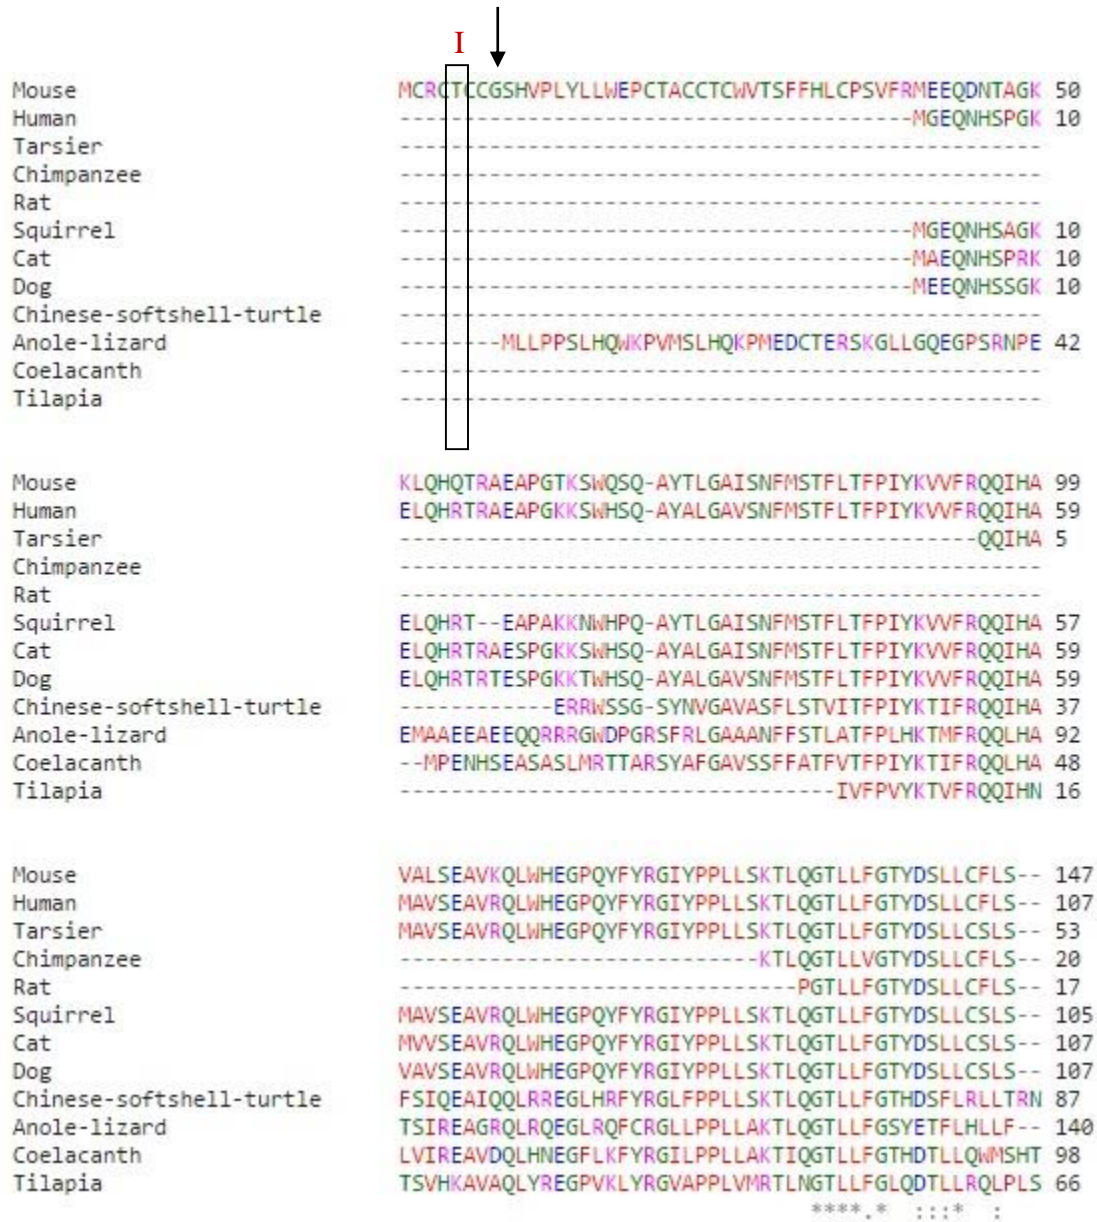 I
Mouse MCRCTCCCGSHVPLYLLWEPCTACCTCWVTSFFHLCPSVFRMEEQDNTAGK 50
Human ----------------------------------------MGEQNHSPGK 10
Tarsier --------------------------------------------------
Chimpanzee --------------------------------------------------
Rat --------------------------------------------------
Squirrel ----------------------------------------MGEQNHSAGK 10
Cat ----------------------------------------MAEQNHSPRK 10
Dog ----------------------------------------MEEQNHSSGK 10
Chinese-softshell-turtle --------------------------------------------------
Anole-lizard --------MLLPPSLHQWKPVMSLHQKPMEDCTERSKGLLGQEGPSRNPE 42
Coelacanth --------------------------------------------------
Tilapia --------------------------------------------------
Mouse KLQHQTRAEAPGTKSWQSQ-AYTLGAISNFMSTFLTFPIYKVVFRQQIHA 99
Human ELQHRTRAEAPGKKSWHSQ-AYALGAVSNFMSTFLTFPIYKVVFRQQIHA 59
Tarsier ---------------------------------------------QQIHA 5
Chimpanzee --------------------------------------------------
Rat --------------------------------------------------
Squirrel ELQHRT--EAPAKKNWHPQ-AYTLGAISNFMSTFLTFPIYKVVFRQQIHA 57
Cat ELQHRTRAESPGKKSWHSQ-AYALGAISNFMSTFLTFPIYKVVFRQQIHA 59
Dog ELQHRTRTESPGKKTWHSQ-AYALGAVSNFMSTFLTFPIYKVVFRQQIHA 59
Chinese-softshell-turtle ------------ERRWSSG-SYNVGAVASFLSTVITFPIYKTIFRQQIHA 37
Anole-lizard EMAAEEAEEQQRRRGWDPGRSFRLGAAANFFSTLATFPLHKTMFRQQLHA 92
Coelacanth --MPENHSEASASLMRTTARSYAFGAVSSFFATFVTFPIYKTIFRQQLHA 48
Tilapia ----------------------------------IVFPVYKTVFRQQIHN 16
Mouse VALSEAVKQLWHEGPQYFYRGIYPPLLSKTLQGTLLFGTYDSLLCFLS-- 147
Human MAVSEAVRQLWHEGPQYFYRGIYPPLLSKTLQGTLLFGTYDSLLCFLS-- 107
Tarsier MAVSEAVRQLWHEGPQYFYRGIYPPLLSKTLQGTLLFGTYDSLLCSLS-- 53
Chimpanzee ----------------------------KTLQGTLLVGTYDSLLCFLS-- 20
Rat -------------------------------PGTLLFGTYDSLLCFLS-- 17
Squirrel MAVSEAVRQLWHEGPQYFYRGIYPPLLSKTLQGTLLFGTYDSLLCSLS-- 105
Cat MVVSEAVRQLWHEGPQYFYRGIYPPLLSKTLQGTLLFGTYDSLLCSLS-- 107
Dog VAVSEAVRQLWHEGPQYFYRGIYPPLLSKTLQGTLLFGTYDSLLCSLS-- 107
Chinese-softshell-turtle FSIQEAIQQLRREGLHRFYRGLFPPLLSKTLQGTLLFGTHDSFLRLLTRN 87
Anole-lizard TSIREAGRQLRQEGLRQFCRGLLPPLLAKTLQGTLLFGSYETFLHLLF-- 140
Coelacanth LVIREAVDQLHNEGFLKFYRGILPPLLAKTIQGTLLFGTHDTLLQWMSHT 98
Tilapia TSVHKAVAQLYREGPVKLYRGVAPPLVMRTLNGTLLFGLQDTLLRQLPLS 66
****.* :::* :